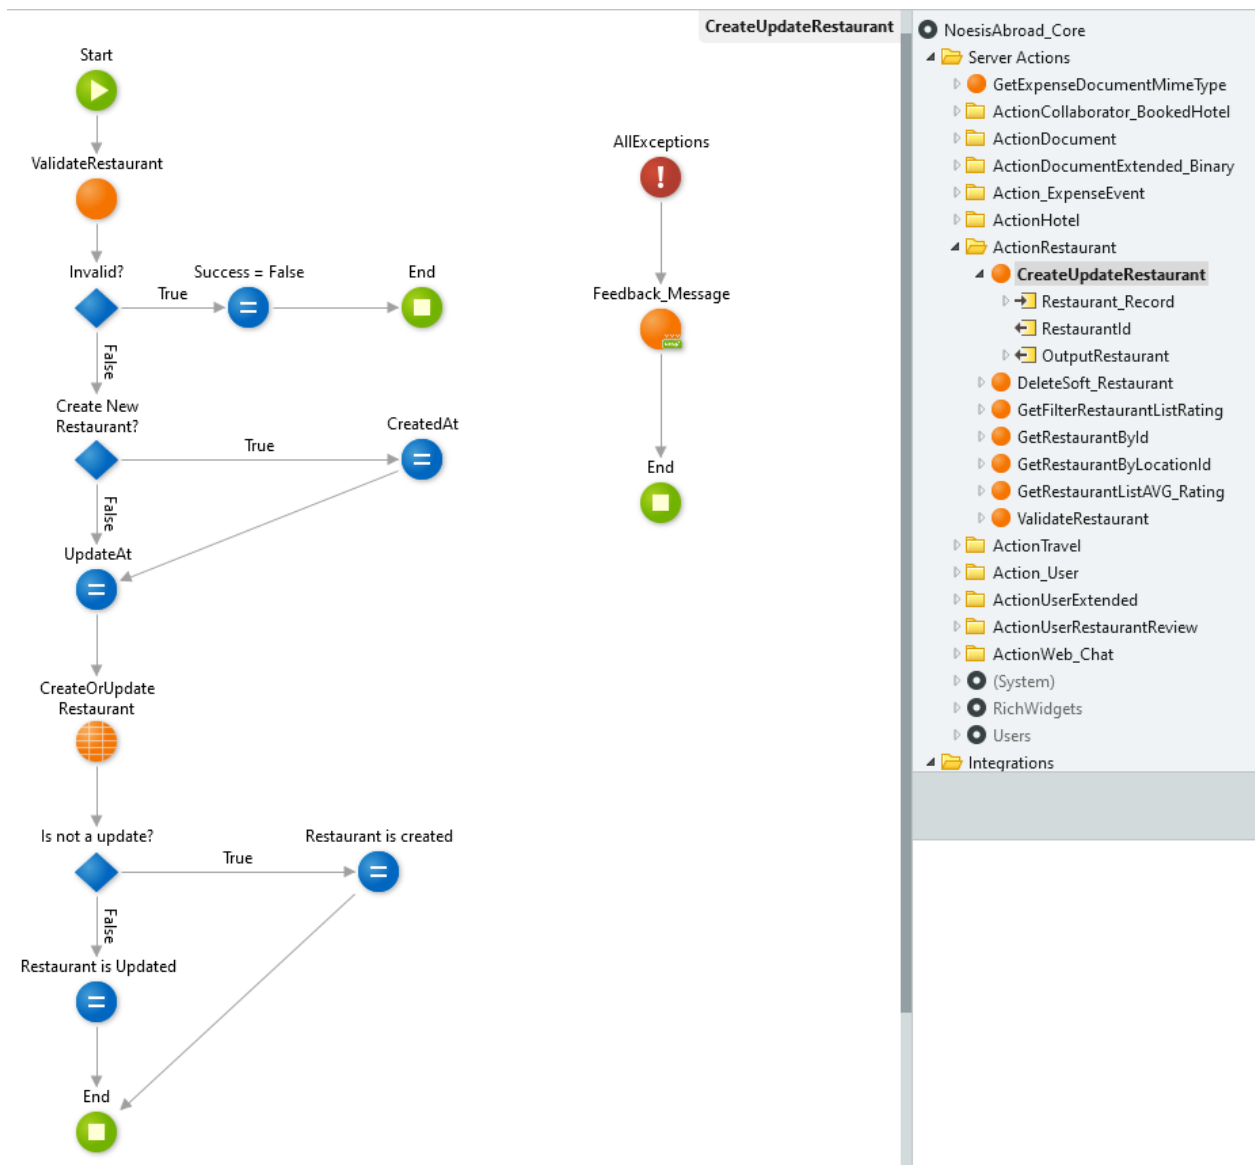 CreateUpdateRestaurant
Start
ValidateRestaurant
Invalid?
True
Success = False
End
False
Create New
Restaurant?
True
CreatedAt
False
UpdateAt
CreateOrUpdate
Restaurant
Is not a update?
True
Restaurant is created
False
Restaurant is Updated
End
AllExceptions
Feedback_Message
End
NoesisAbroad_Core
Server Actions
GetExpenseDocumentMimeType
ActionCollaborator_BookedHotel
ActionDocument
ActionDocumentExtended_Binary
Action_ExpenseEvent
ActionHotel
ActionRestaurant
CreateUpdateRestaurant
Restaurant_Record
RestaurantId
OutputRestaurant
DeleteSoft_Restaurant
GetFilterRestaurantListRating
GetRestaurantById
GetRestaurantByLocationId
GetRestaurantListAVG_Rating
ValidateRestaurant
ActionTravel
Action_User
ActionUserExtended
ActionUserRestaurantReview
ActionWeb_Chat
(System)
RichWidgets
Users
Integrations